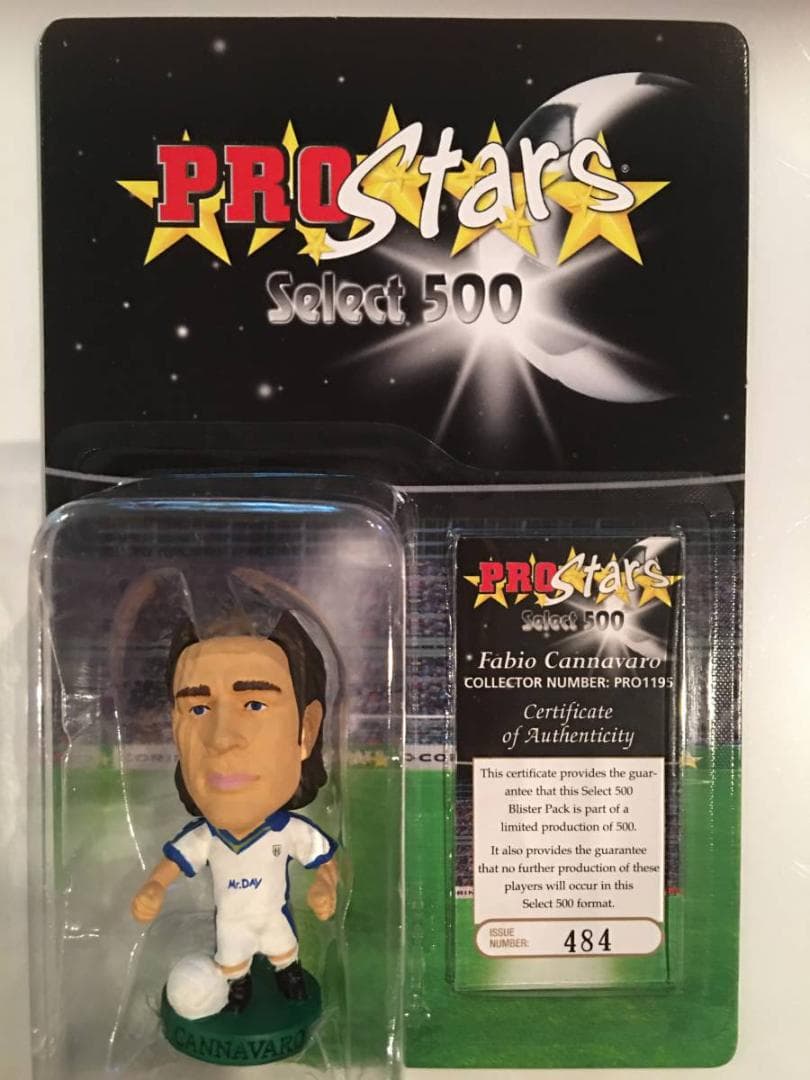 PRO Stars
Select 500
PRO Stars
Select 500
Fabio Cannavaro
COLLECTOR NUMBER: PRO1195
Certificate
of Authenticity
This certificate provides the guar-
antee that this Select 500
Blister Pack is part of a
limited production of 500.
It also provides the guarantee
that no further production of these
players will occur in this
Select 500 format.
ISSUE
NUMBER: 484
Mr.DAY
CANNAVARO